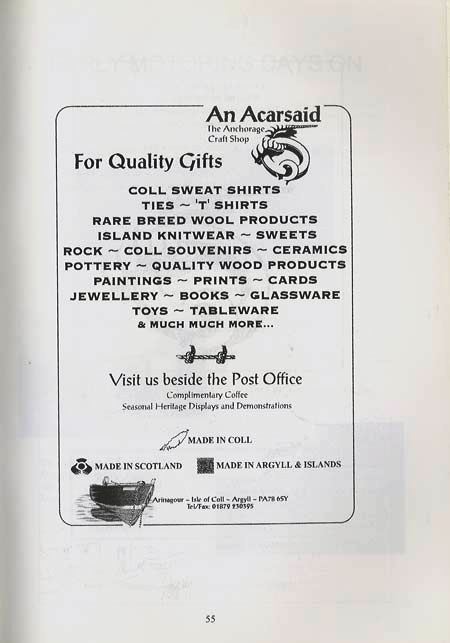 An Acarsaid
The Anchorage
Craft Shop
For Quality Gifts
COLL SWEAT SHIRTS
TIES ~ 'T' SHIRTS
RARE BREED WOOL PRODUCTS
ISLAND KNITWEAR ~ SWEETS
ROCK ~ COLL SOUVENIRS ~ CERAMICS
POTTERY ~ QUALITY WOOD PRODUCTS
PAINTINGS ~ PRINTS ~ CARDS
JEWELLERY ~ BOOKS ~ GLASSWARE
TOYS ~ TABLEWARE
& MUCH MUCH MORE...
Visit us beside the Post Office
Complimentary Coffee
Seasonal Heritage Displays and Demonstrations
MADE IN COLL
MADE IN SCOTLAND MADE IN ARGYLL & ISLANDS
Arinagour ~ Isle of Coll ~ Argyll ~ PA78 6SY
Tel/Fax: 01879 230395
55